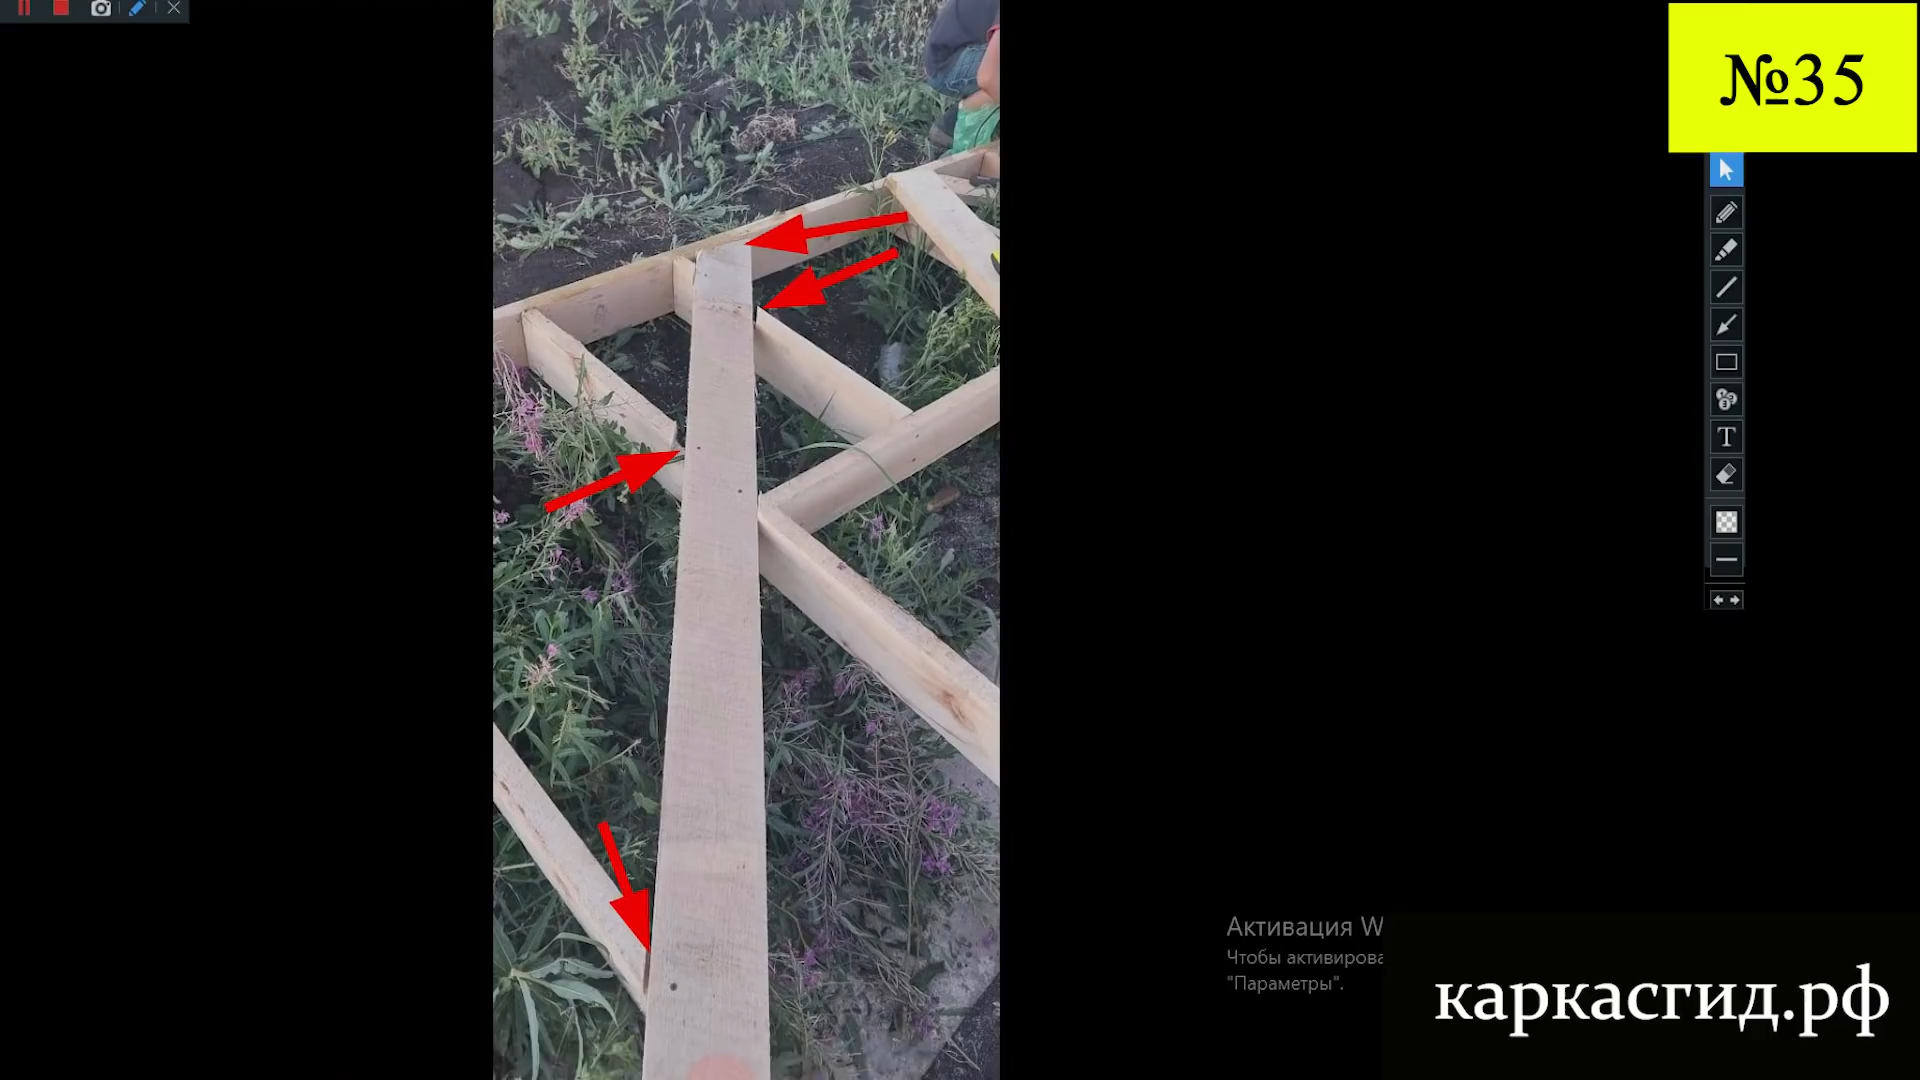 №35
T
Активация W
Чтобы активирова
"Параметры".
каркасгид.рф